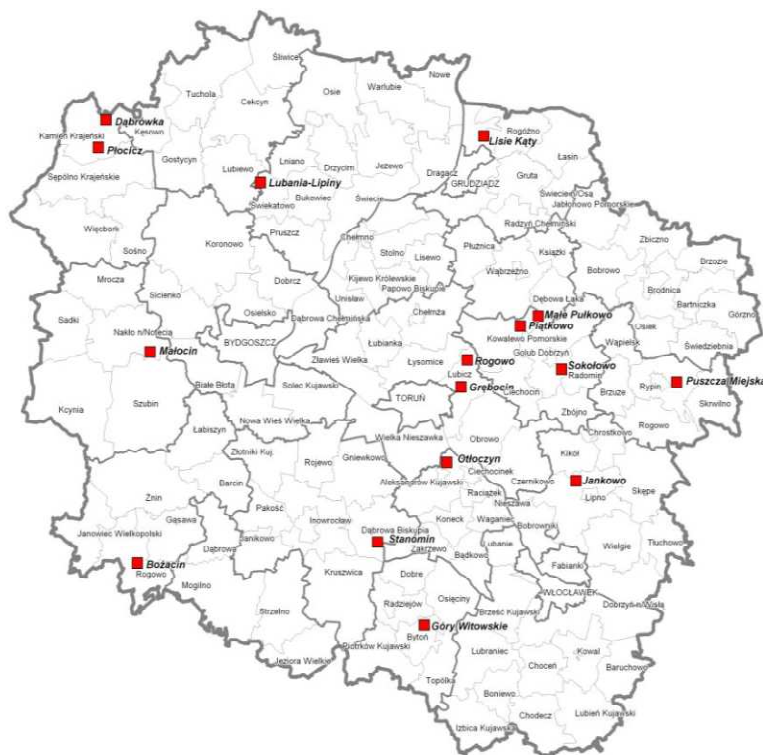 Śliwice
Nowe
Tuchola
Osie
Warlubie
Cekcyn
Dąbrowka
Kęsowo
Rogóźno
Kamień Krajeński
Lisie Kąty
Płocicz
Gostycyn
Lniano
Drzycim
Jeżewo
Łasin
Lubiewo
Dragacz
Gruta
Sępólno Krajeńskie
GRUDZIĄDZ
Lubania-Lipiny
Świecie n/Osą
Bukowiec
Świecie
Jabłonowo Pomorskie
Świekatowo
Radzyń Chełmiński
Więcbork
Pruszcz
Chełmno
Zbiczno
Koronowo
Stolno
Płużnica
Książki
Sośno
Lisewo
Brzozie
Wąbrzeźno
Bobrowo
Mrocza
Dobrcz
Kijewo Królewskie
Brodnica
Sicienko
Papowo Biskupie
Unisław
Dębowa Łąka
Bartniczka
Osielsko
Chełmża
Sadki
Dąbrowa Chełmińska
Małe Pułkowo
Górzno
Nakło n/Notecią
Piątkowo
Osiek
BYDGOSZCZ
Łubianka
Kowalewo Pomorskie
Wąpielsk
Świedziebnia
Małocin
Zławieś Wielka
Łysomice
Rogowo
Golub Dobrzyń
Sokołowo
Lubicz
Radomin
Puszcza Miejska
Białe Błota
Solec Kujawski
Grębocin
Ciechocin
Brzuze
Rypin
Kcynia
Szubin
TORUŃ
Skrwilno
Zbójno
Łabiszyn
Nowa Wieś Wielka
Rogowo
Obrowo
Chrostkowo
Wielka Nieszawka
Złotniki Kuj.
Gniewkowo
Kikół
Rojewo
Otłoczyn
Ciechocinek
Skępe
Żnin
Barcin
Aleksandrów Kujawski
Czernikowo
Jankowo
Raciążek
Lipno
Pakość
Nieszawa
Gąsawa
Inowrocław
Koneck
Waganiec
Bobrowniki
Janowiec Wielkopolski
Dąbrowa Biskupia
Stanomin
Tłuchowo
Dąbrowa
Janikowo
Zakrzewo
Lubanie
Wielgie
Bądkowo
Bożacin
Fabianki
Rogowo
Dobre
Mogilno
Kruszwica
Osięciny
WŁOCŁAWEK
Radziejów
Dobrzyń n/Wisłą
Strzelno
Brześć Kujawski
Góry Witowskie
Bytoń
Piotrków Kujawski
Lubraniec
Kowal
Jeziora Wielkie
Choceń
Baruchowo
Topólka
Boniewo
Lubień Kujawski
Chodecz
Izbica Kujawska